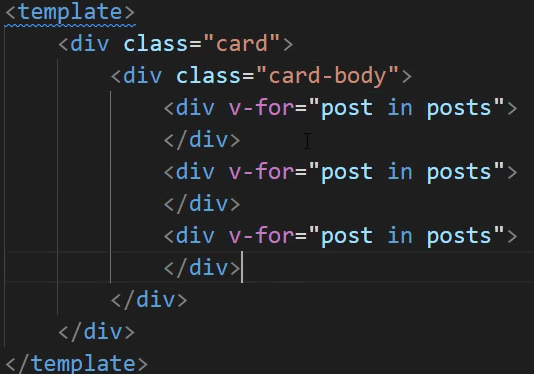 <template>
<div class="card">
<div class="card-body">
<div v-for="post in posts">
</div>
<div v-for="post in posts">
</div>
<div v-for="post in posts">
</div>
</div>
</div>
</template>